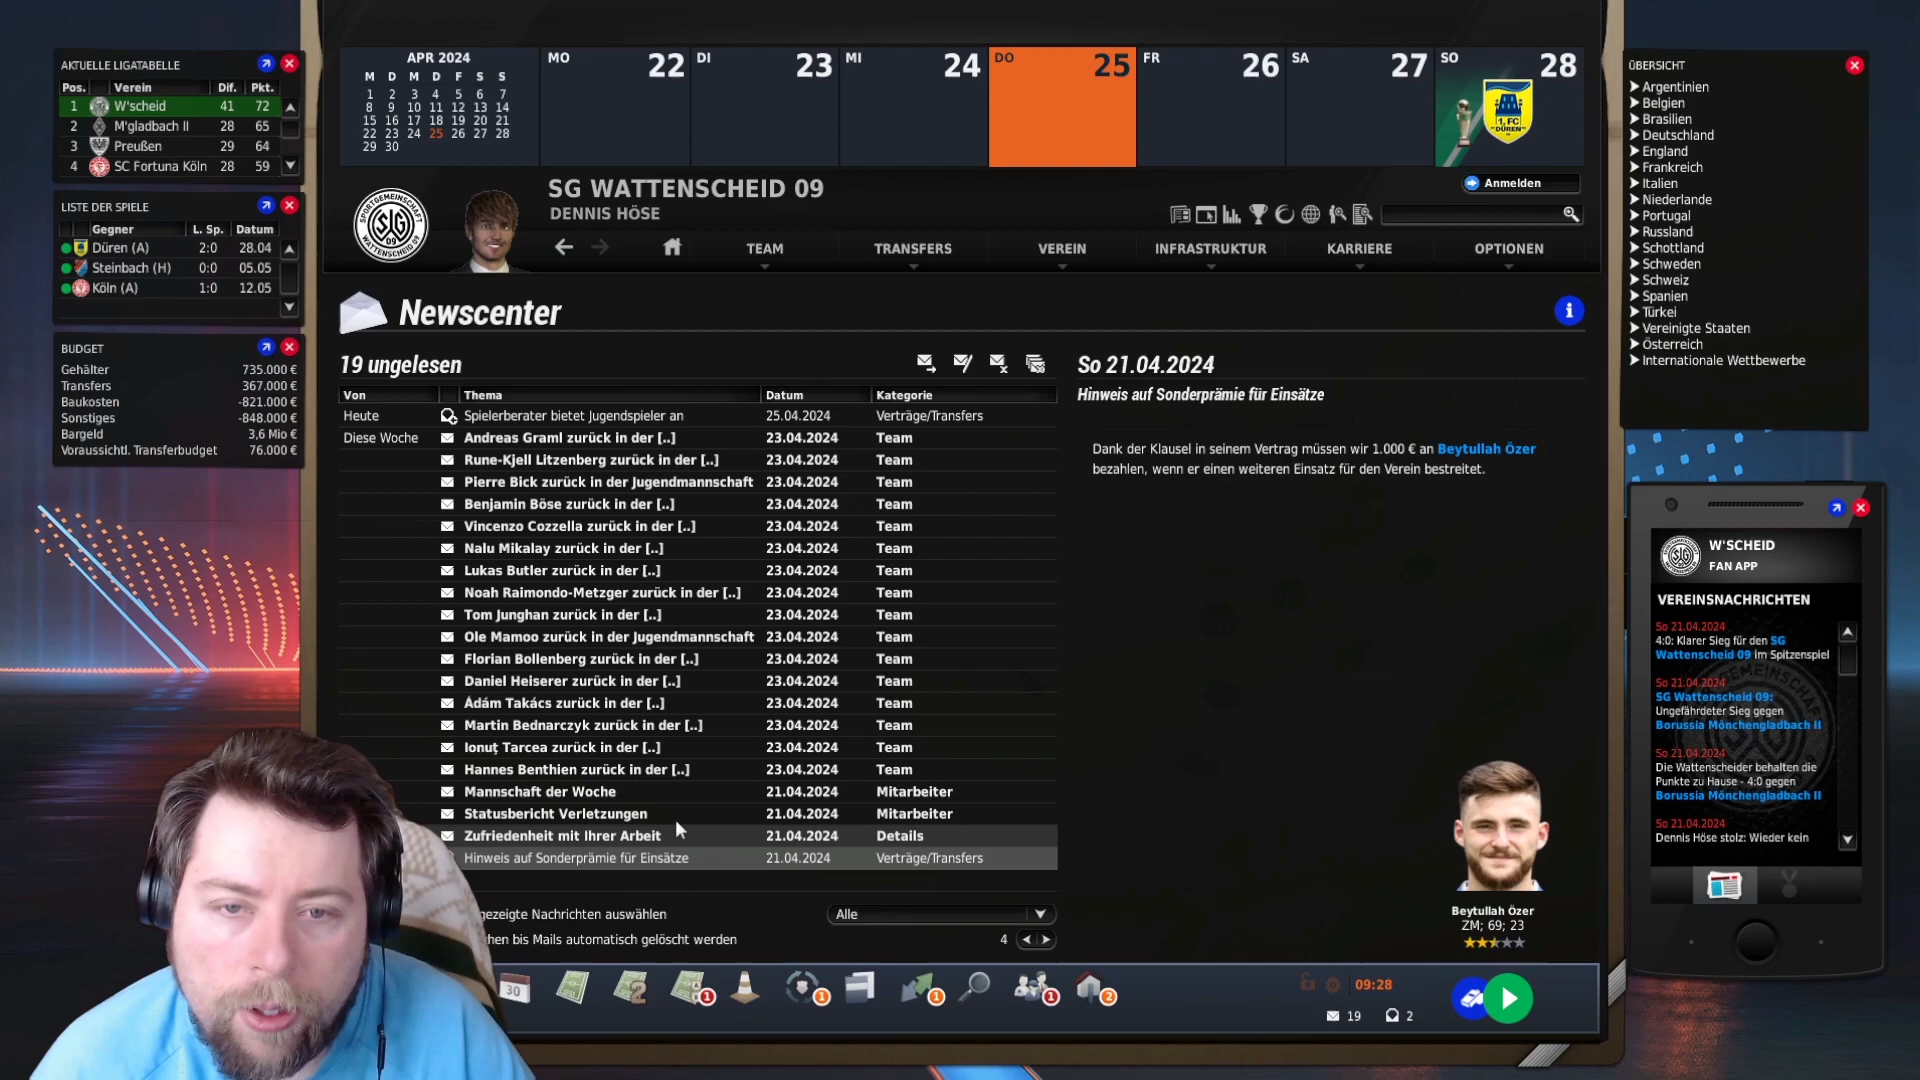 AKTUELLE LIGATABELLE
Pos. Verein Dif. Pkt.
1 W'scheid 41 72
2 M'gladbach II 28 65
3 Preußen 29 64
4 SC Fortuna Köln 28 59
LISTE DER SPIELE
Gegner L. Sp. Datum
Düren (A) 2:0 28.04
Steinbach (H) 0:0 05.05
Köln (A) 1:0 12.05
BUDGET
Gehälter 735.000 €
Transfers 367.000 €
Baukosten -821.000 €
Sonstiges -848.000 €
Bargeld 3,6 Mio €
Voraussichtl. Transferbudget 76.000 €
APR 2024
M D M D F S S
1 2 3 4 5 6 7
8 9 10 11 12 13 14
15 16 17 18 19 20 21
22 23 24 25 26 27 28
29 30
MO 22 DI 23 MI 24 DO 25 FR 26 SA 27 SO 28
1. FC
DÜREN
SG WATTENSCHEID 09
DENNIS HÖSE
Anmelden
TEAM TRANSFERS VEREIN INFRASTRUKTUR KARRIERE OPTIONEN
Newscenter
19 ungelesen
Von Thema Datum Kategorie
Heute Spielerberater bietet Jugendspieler an 25.04.2024 Verträge/Transfers
Diese Woche Andreas Graml zurück in der [..] 23.04.2024 Team
Rune-Kjell Litzenberg zurück in der [..] 23.04.2024 Team
Pierre Bick zurück in der Jugendmannschaft 23.04.2024 Team
Benjamin Böse zurück in der [..] 23.04.2024 Team
Vincenzo Cozzella zurück in der [..] 23.04.2024 Team
Nalu Mikalay zurück in der [..] 23.04.2024 Team
Lukas Butler zurück in der [..] 23.04.2024 Team
Noah Raimondo-Metzger zurück in der [..] 23.04.2024 Team
Tom Junghan zurück in der [..] 23.04.2024 Team
Ole Mamoo zurück in der Jugendmannschaft 23.04.2024 Team
Florian Bollenberg zurück in der [..] 23.04.2024 Team
Daniel Heiserer zurück in der [..] 23.04.2024 Team
Ádám Takács zurück in der [..] 23.04.2024 Team
Martin Bednarczyk zurück in der [..] 23.04.2024 Team
Ionuț Tarcea zurück in der [..] 23.04.2024 Team
Hannes Benthien zurück in der [..] 23.04.2024 Team
Mannschaft der Woche 21.04.2024 Mitarbeiter
Statusbericht Verletzungen 21.04.2024 Mitarbeiter
Zufriedenheit mit Ihrer Arbeit 21.04.2024 Details
Hinweis auf Sonderprämie für Einsätze 21.04.2024 Verträge/Transfers
gezeigte Nachrichten auswählen Alle
hen bis Mails automatisch gelöscht werden 4
So 21.04.2024
Hinweis auf Sonderprämie für Einsätze
Dank der Klausel in seinem Vertrag müssen wir 1.000 € an Beytullah Özer
bezahlen, wenn er einen weiteren Einsatz für den Verein bestreitet.
Beytullah Özer
ZM; 69; 23
30 2 1 1 1 1 2
09:28
19 2
ÜBERSICHT
Argentinien
Belgien
Brasilien
Deutschland
England
Frankreich
Italien
Niederlande
Portugal
Russland
Schottland
Schweden
Schweiz
Spanien
Türkei
Vereinigte Staaten
Österreich
Internationale Wettbewerbe
W'SCHEID
FAN APP
VEREINSNACHRICHTEN
So 21.04.2024
4:0: Klarer Sieg für den SG
Wattenscheid 09 im Spitzenspiel
So 21.04.2024
SG Wattenscheid 09:
Ungefährdeter Sieg gegen
Borussia Mönchengladbach II
So 21.04.2024
Die Wattenscheider behalten die
Punkte zu Hause - 4:0 gegen
Borussia Mönchengladbach II
So 21.04.2024
Dennis Höse stolz: Wieder kein